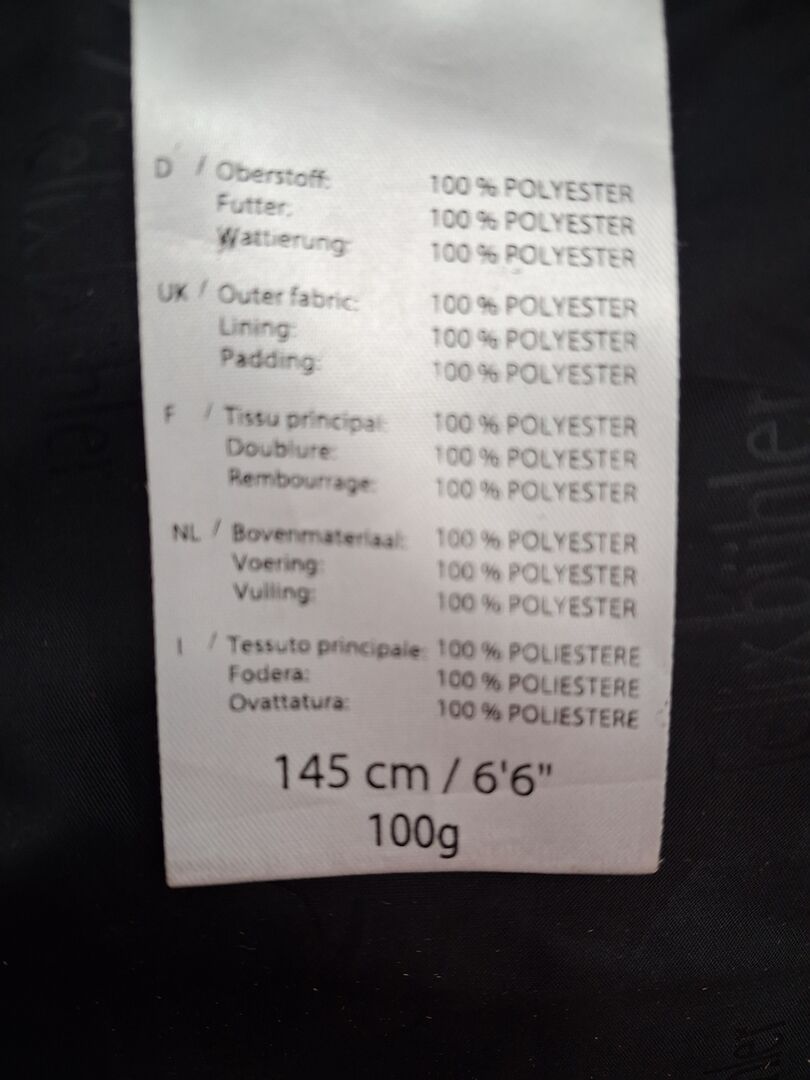 D / Oberstoff: 100 % POLYESTER
Futter: 100 % POLYESTER
Wattierung: 100 % POLYESTER
UK / Outer fabric: 100 % POLYESTER
Lining: 100 % POLYESTER
Padding: 100 % POLYESTER
F / Tissu principal: 100 % POLYESTER
Doublure: 100 % POLYESTER
Rembourrage: 100 % POLYESTER
NL / Bovenmateriaal: 100 % POLYESTER
Voering: 100 % POLYESTER
Vulling: 100 % POLYESTER
I / Tessuto principale: 100 % POLIESTERE
Fodera: 100 % POLIESTERE
Ovattatura: 100 % POLIESTERE
145 cm / 6'6"
100g
felix bühler